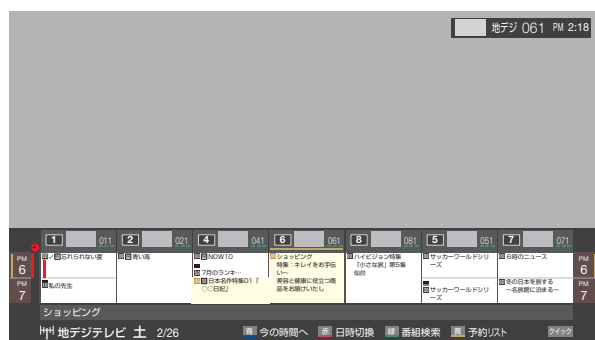 地デジ 061 PM 2:18
1 011 2 021 4 041 6 061 8 081 5 051 7 071
PM 6
PM 7
忘れられない夏
私の先生
青い海
NOW10
7月のランキ…
日本名作特集01「
○○日記」
ショッピング
特集:キレイをお手伝
い~
美容と健康に役立つ商
品をお届けいたし
ハイビジョン特集
「小さな旅」第5集
仙台
サッカーワールドシリ
ーズ
サッカーワールドシリ
ーズ
6時のニュース
冬の日本を旅する
~名旅館に泊まる~
PM 6
PM 7
ショッピング
地デジテレビ 土 2/26 青 今の時間へ 赤 日時切換 緑 番組検索 黄 予約リスト クイック